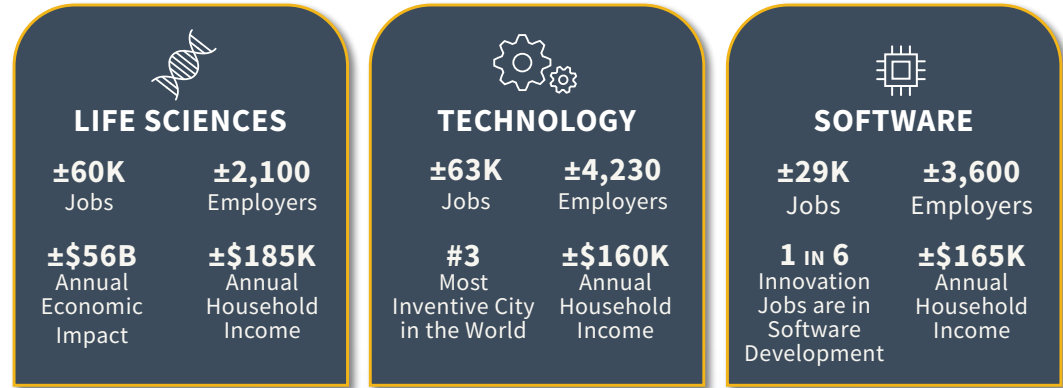 LIFE SCIENCES
±60K
Jobs
±2,100
Employers
±$56B
Annual
Economic
Impact
±$185K
Annual
Household
Income
TECHNOLOGY
±63K
Jobs
±4,230
Employers
#3
Most
Inventive City
in the World
±$160K
Annual
Household
Income
SOFTWARE
±29K
Jobs
±3,600
Employers
1 IN 6
Innovation
Jobs are in
Software
Development
±$165K
Annual
Household
Income